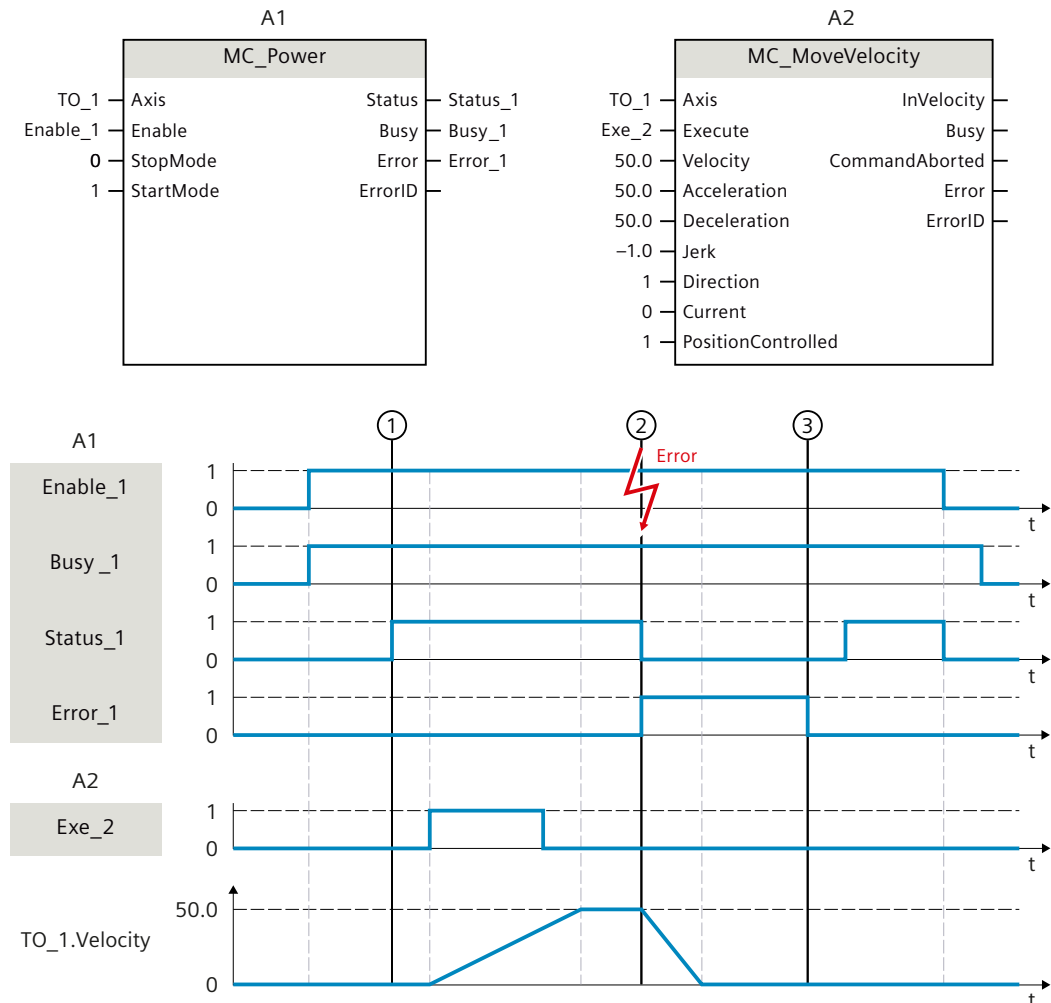 A1
A2
MC_Power
MC_MoveVelocity
TO_1 Axis Status Status_1
Enable_1 Enable Busy Busy_1
0 StopMode Error Error_1
1 StartMode ErrorID
TO_1 Axis InVelocity
Exe_2 Execute Busy
50.0 Velocity CommandAborted
50.0 Acceleration Error
50.0 Deceleration ErrorID
−1.0 Jerk
1 Direction
0 Current
1 PositionControlled
1 2 3
A1
Error
Enable_1
1
0
t
Busy _1
1
0
t
Status_1
1
0
t
Error_1
1
0
t
A2
Exe_2
1
0
t
TO_1.Velocity
50.0
0
t